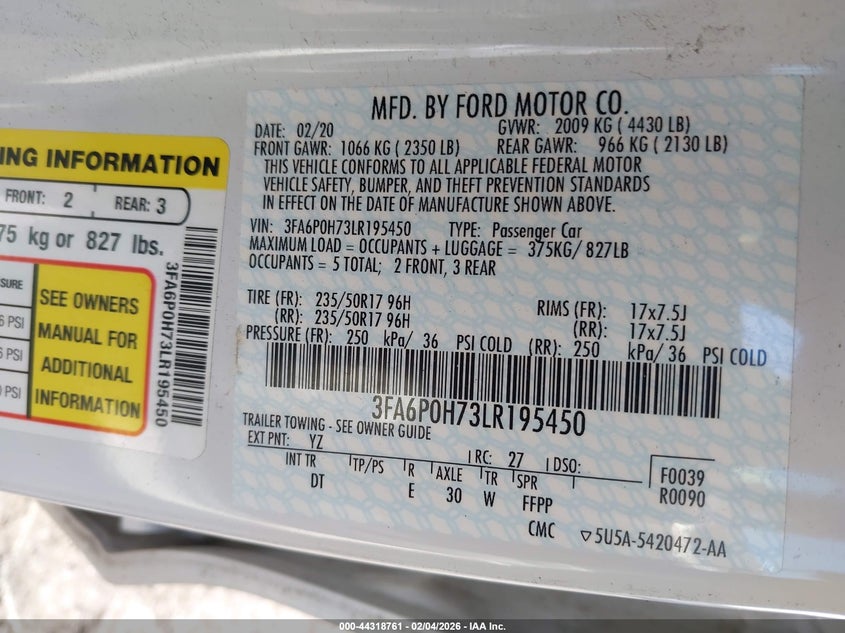 ING INFORMATION
FRONT: 2 REAR: 3
75 kg or 827 lbs.
SURE
6 PSI
6 PSI
0 PSI
SEE OWNERS
MANUAL FOR
ADDITIONAL
INFORMATION
3FA6P0H73LR195450
MFD. BY FORD MOTOR CO.
DATE: 02/20 GVWR: 2009 KG ( 4430 LB)
FRONT GAWR: 1066 KG ( 2350 LB) REAR GAWR: 966 KG ( 2130 LB)
THIS VEHICLE CONFORMS TO ALL APPLICABLE FEDERAL MOTOR
VEHICLE SAFETY, BUMPER, AND THEFT PREVENTION STANDARDS
IN EFFECT ON THE DATE OF MANUFACTURE SHOWN ABOVE.
VIN: 3FA6P0H73LR195450 TYPE: Passenger Car
MAXIMUM LOAD = OCCUPANTS + LUGGAGE = 375KG/ 827LB
OCCUPANTS = 5 TOTAL; 2 FRONT, 3 REAR
TIRE (FR): 235/50R17 96H RIMS (FR): 17x7.5J
(RR): 235/50R17 96H (RR): 17x7.5J
PRESSURE (FR): 250 kPa/ 36 PSI COLD (RR): 250 kPa/ 36 PSI COLD
3FA6P0H73LR195450
TRAILER TOWING - SEE OWNER GUIDE
EXT PNT: YZ RC: 27 DSO: F0039
INT TR TP/PS R AXLE TR SPR R0090
DT E 30 W FFPP
CMC ▽5U5A-5420472-AA
000-44318761 - 02/04/2026 - IAA Inc.